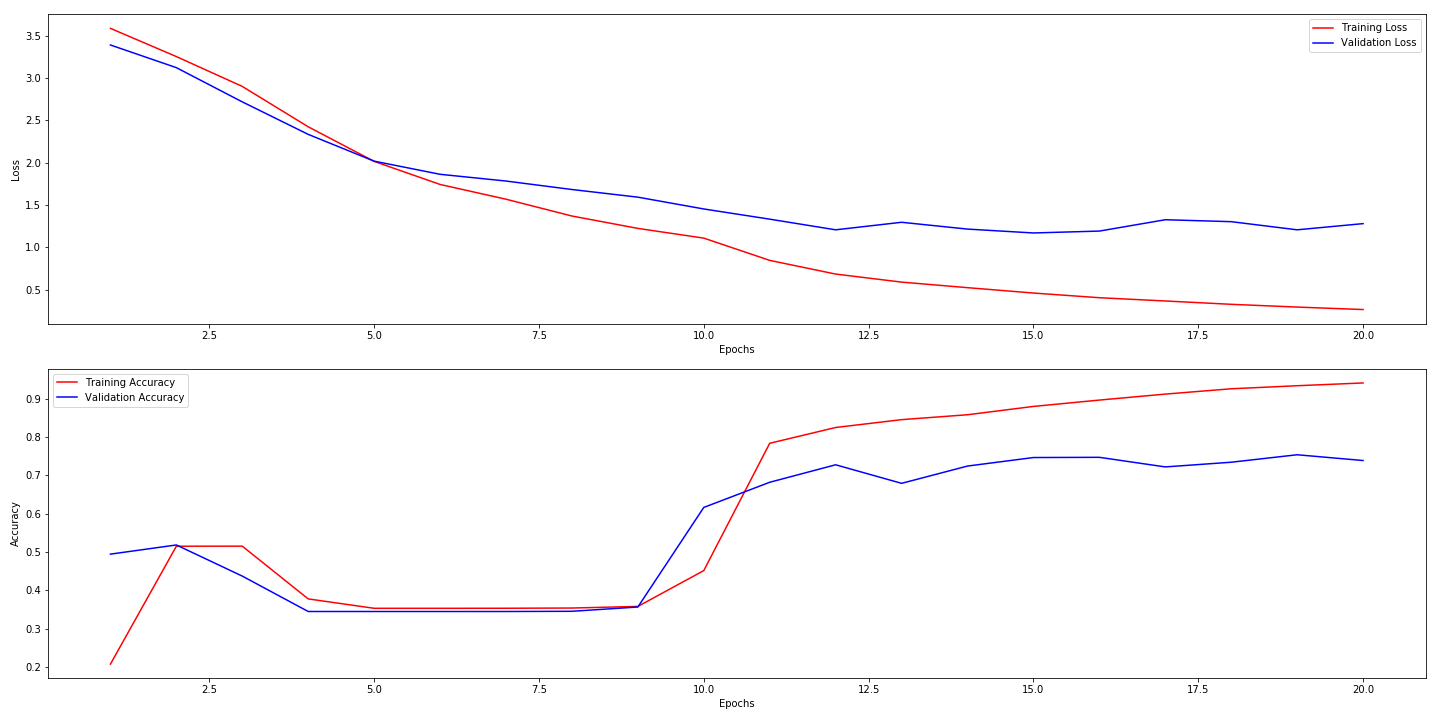 3.5
3.0
2.5
2.0
1.5
1.0
0.5
Loss
Training Loss
Validation Loss
2.5 5.0 7.5 10.0 12.5 15.0 17.5 20.0
Epochs
Training Accuracy
Validation Accuracy
0.9
0.8
0.7
0.6
0.5
0.4
0.3
0.2
Accuracy
2.5 5.0 7.5 10.0 12.5 15.0 17.5 20.0
Epochs